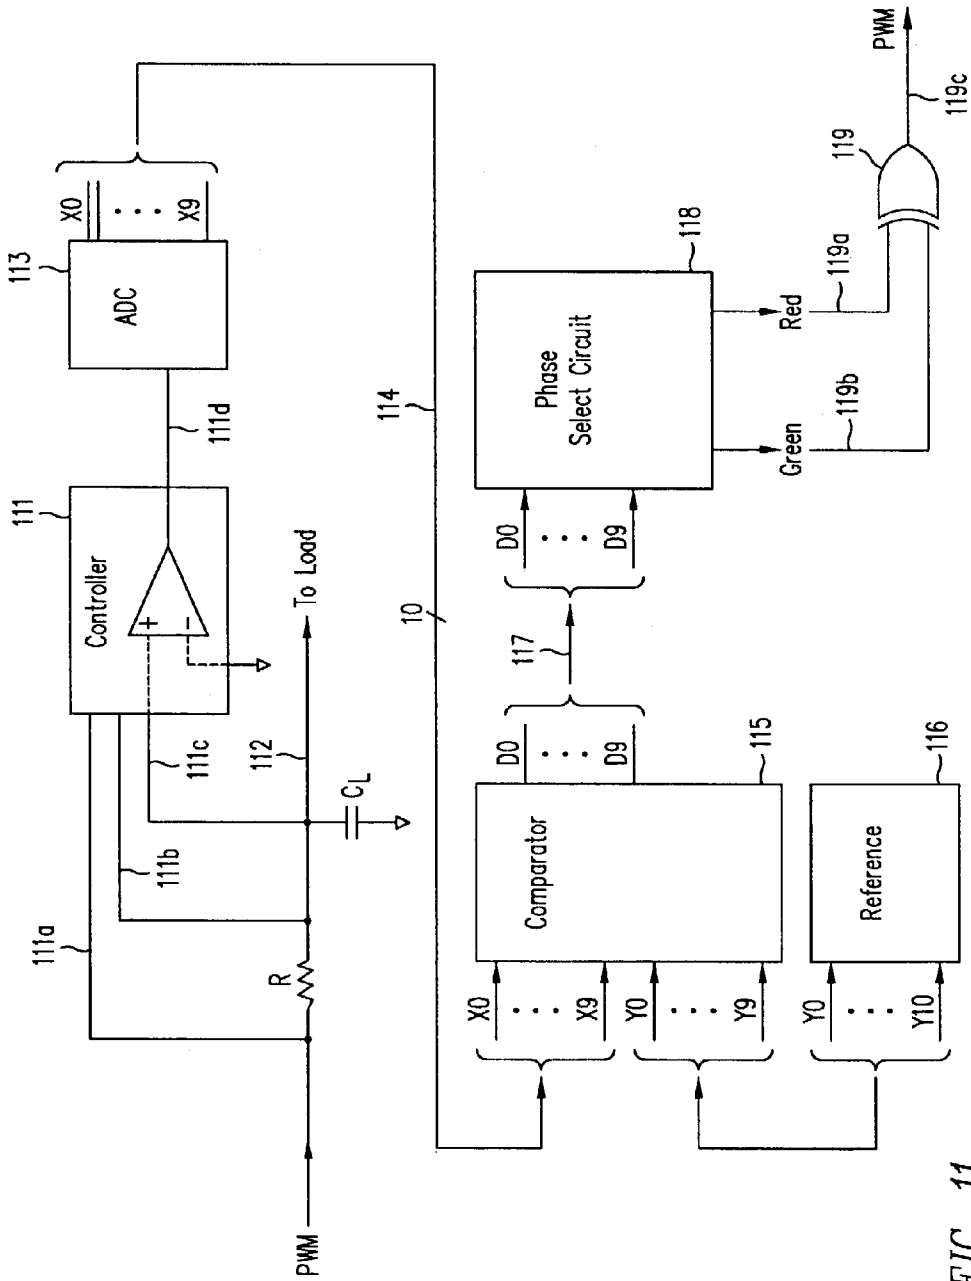 PWM
111a
R
111b
111c
112
C_L
To Load
Controller
+
−
111
111d
ADC
113
X0
X9
114
10
X0
X9
Y0
Y9
Comparator
115
D0
D9
117
D0
D9
Phase
Select Circuit
118
Y0
Y10
Reference
116
Green
Red
119b
119a
119
119c
PWM
FIG. 11